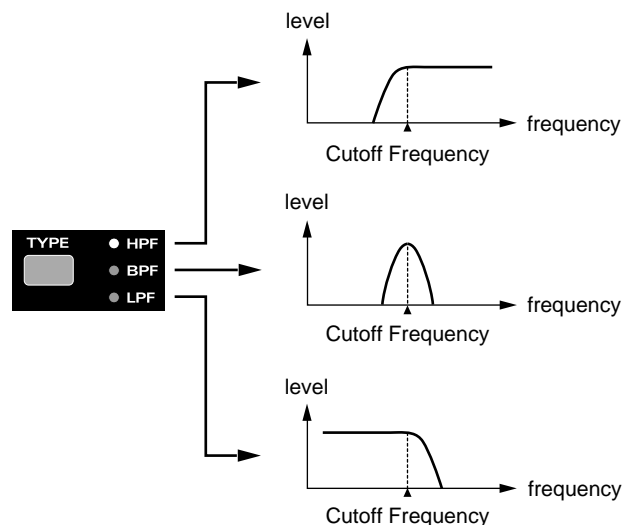 level
frequency
Cutoff Frequency
TYPE
HPF
BPF
LPF
level
frequency
Cutoff Frequency
level
frequency
Cutoff Frequency